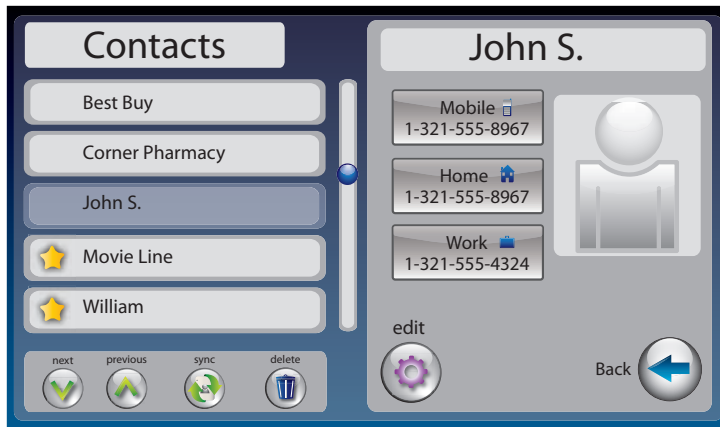 Contacts
Best Buy
Corner Pharmacy
John S.
Movie Line
William
next previous sync delete
John S.
Mobile
1-321-555-8967
Home
1-321-555-8967
Work
1-321-555-4324
edit
Back